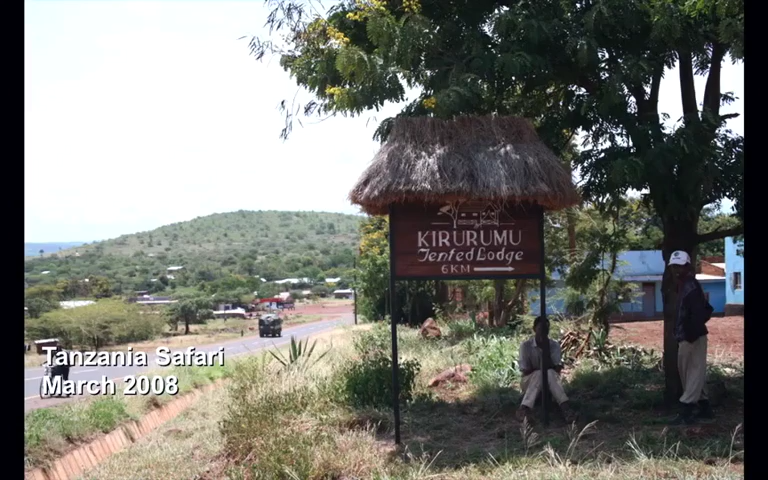 KIRURUMU
Tented Lodge
6KM
Tanzania Safari
March 2008